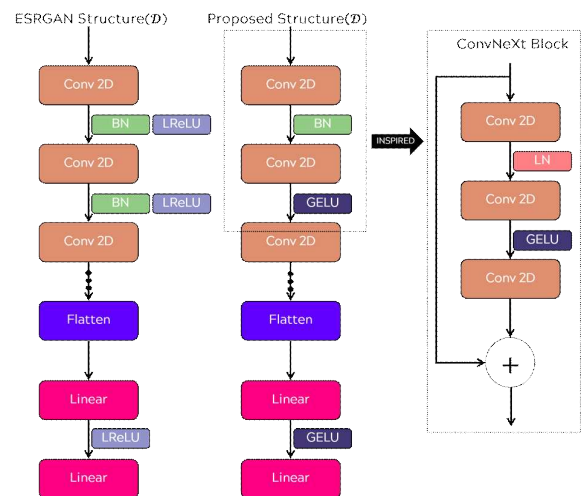 ESRGAN Structure(𝒟)
Conv 2D
BN LReLU
Conv 2D
BN LReLU
Conv 2D
Flatten
Linear
LReLU
Linear
Proposed Structure(𝒟)
Conv 2D
BN
Conv 2D
GELU
Conv 2D
Flatten
Linear
GELU
Linear
INSPIRED
ConvNeXt Block
Conv 2D
LN
Conv 2D
GELU
Conv 2D
+